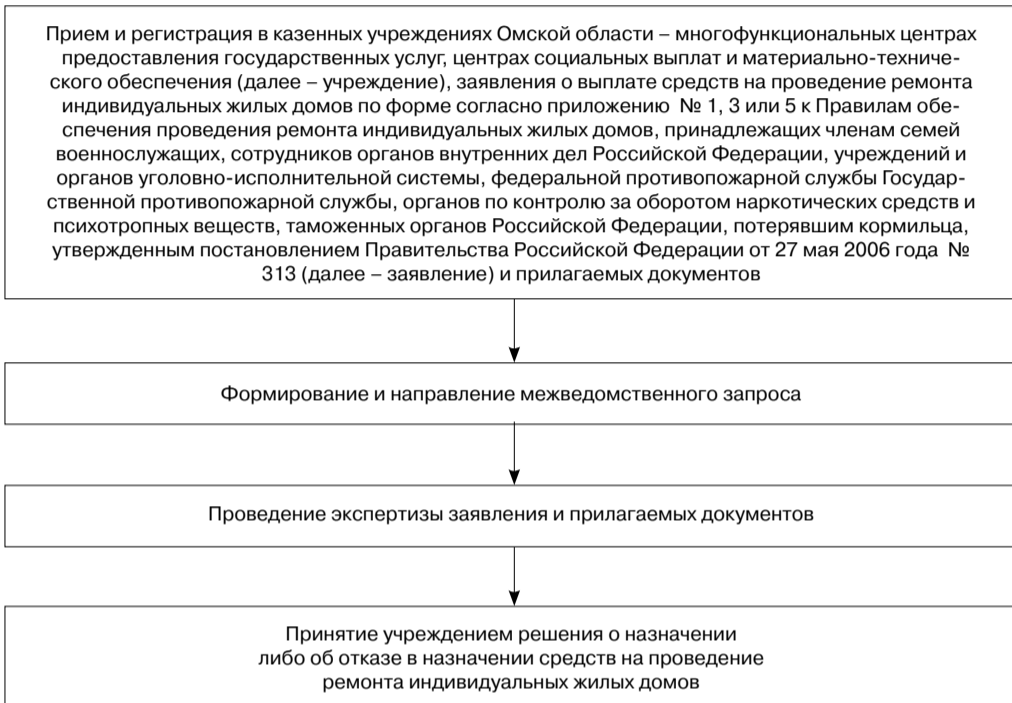 Прием и регистрация в казенных учреждениях Омской области – многофункциональных центрах
предоставления государственных услуг, центрах социальных выплат и материально-техниче-
ского обеспечения (далее – учреждение), заявления о выплате средств на проведение ремонта
индивидуальных жилых домов по форме согласно приложению № 1, 3 или 5 к Правилам обе-
спечения проведения ремонта индивидуальных жилых домов, принадлежащих членам семей
военнослужащих, сотрудников органов внутренних дел Российской Федерации, учреждений и
органов уголовно-исполнительной системы, федеральной противопожарной службы Государ-
ственной противопожарной службы, органов по контролю за оборотом наркотических средств и
психотропных веществ, таможенных органов Российской Федерации, потерявшим кормильца,
утвержденным постановлением Правительства Российской Федерации от 27 мая 2006 года №
313 (далее – заявление) и прилагаемых документов
Формирование и направление межведомственного запроса
Проведение экспертизы заявления и прилагаемых документов
Принятие учреждением решения о назначении
либо об отказе в назначении средств на проведение
ремонта индивидуальных жилых домов